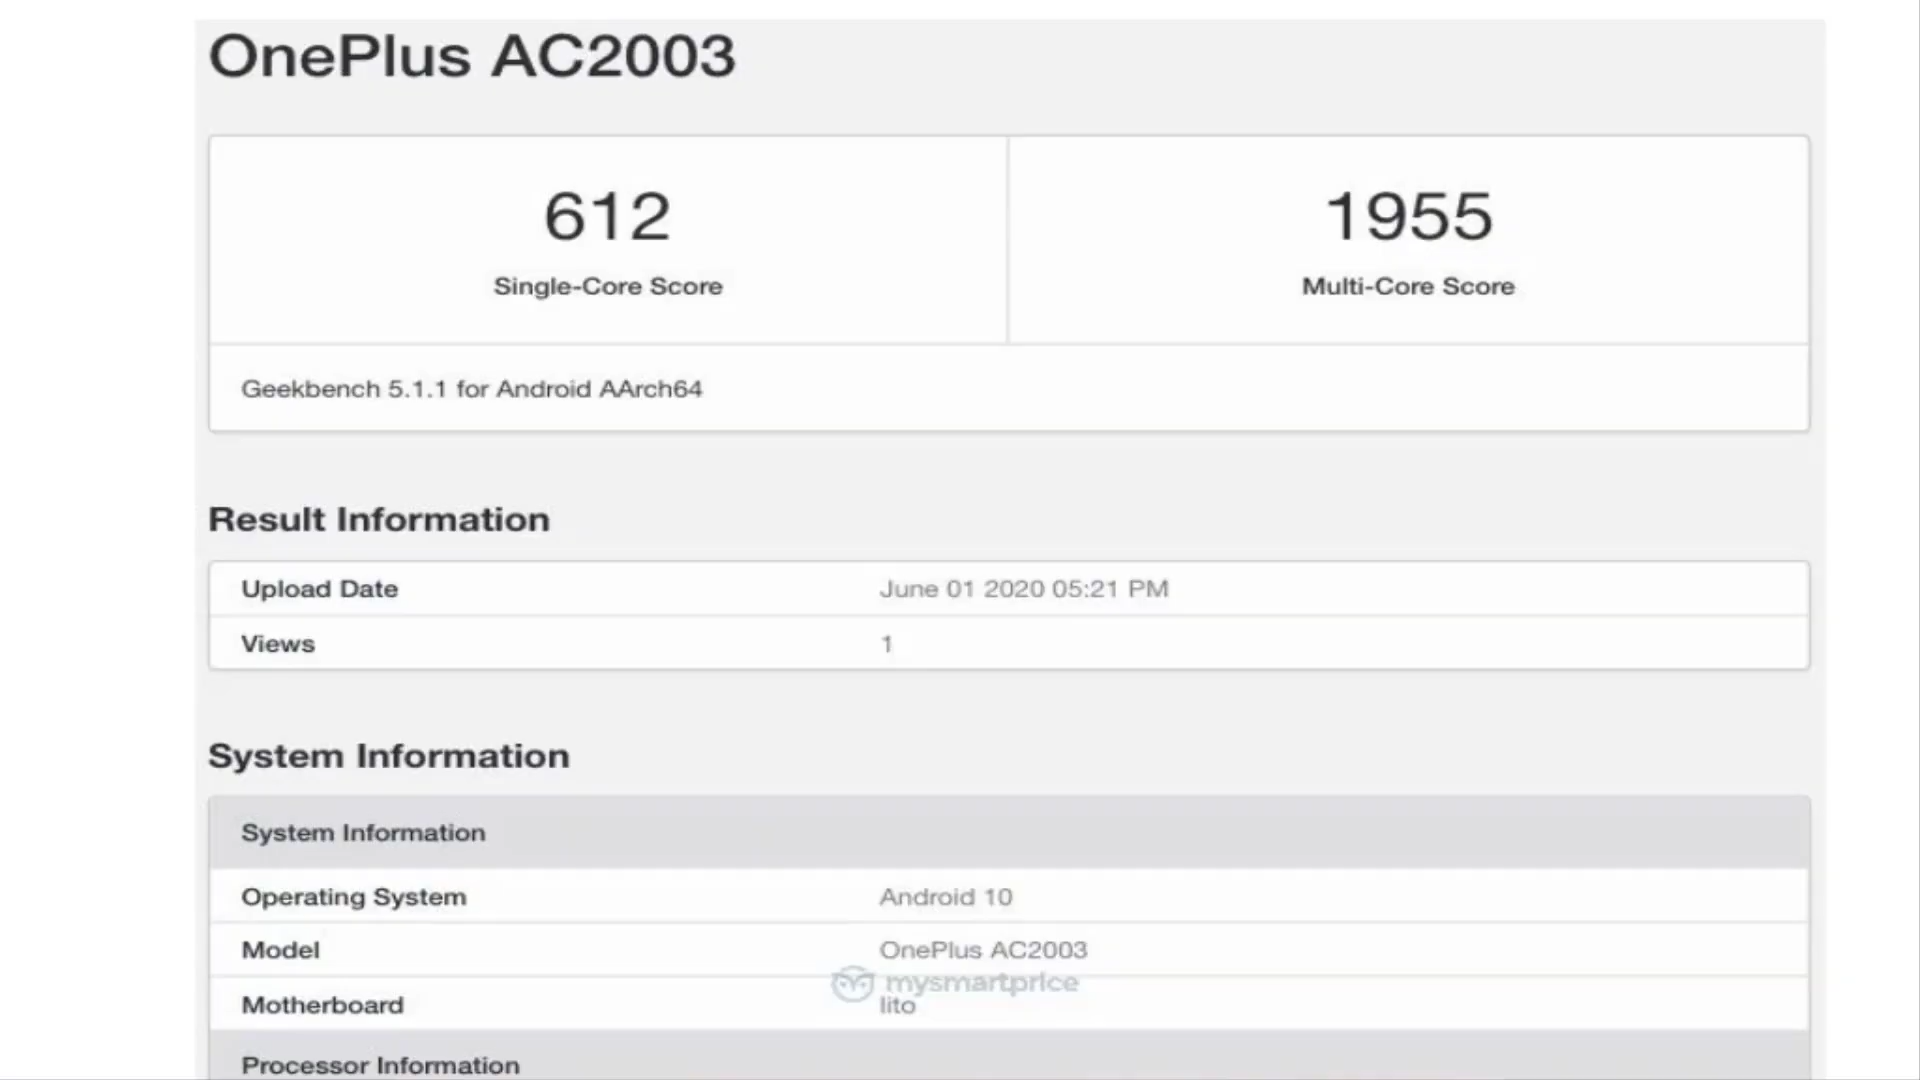 OnePlus AC2003
612
Single-Core Score
1955
Multi-Core Score
Geekbench 5.1.1 for Android AArch64
Result Information
Upload Date June 01 2020 05:21 PM
Views 1
System Information
System Information
Operating System Android 10
Model OnePlus AC2003
mysmartprice
Motherboard lito
Processor Information